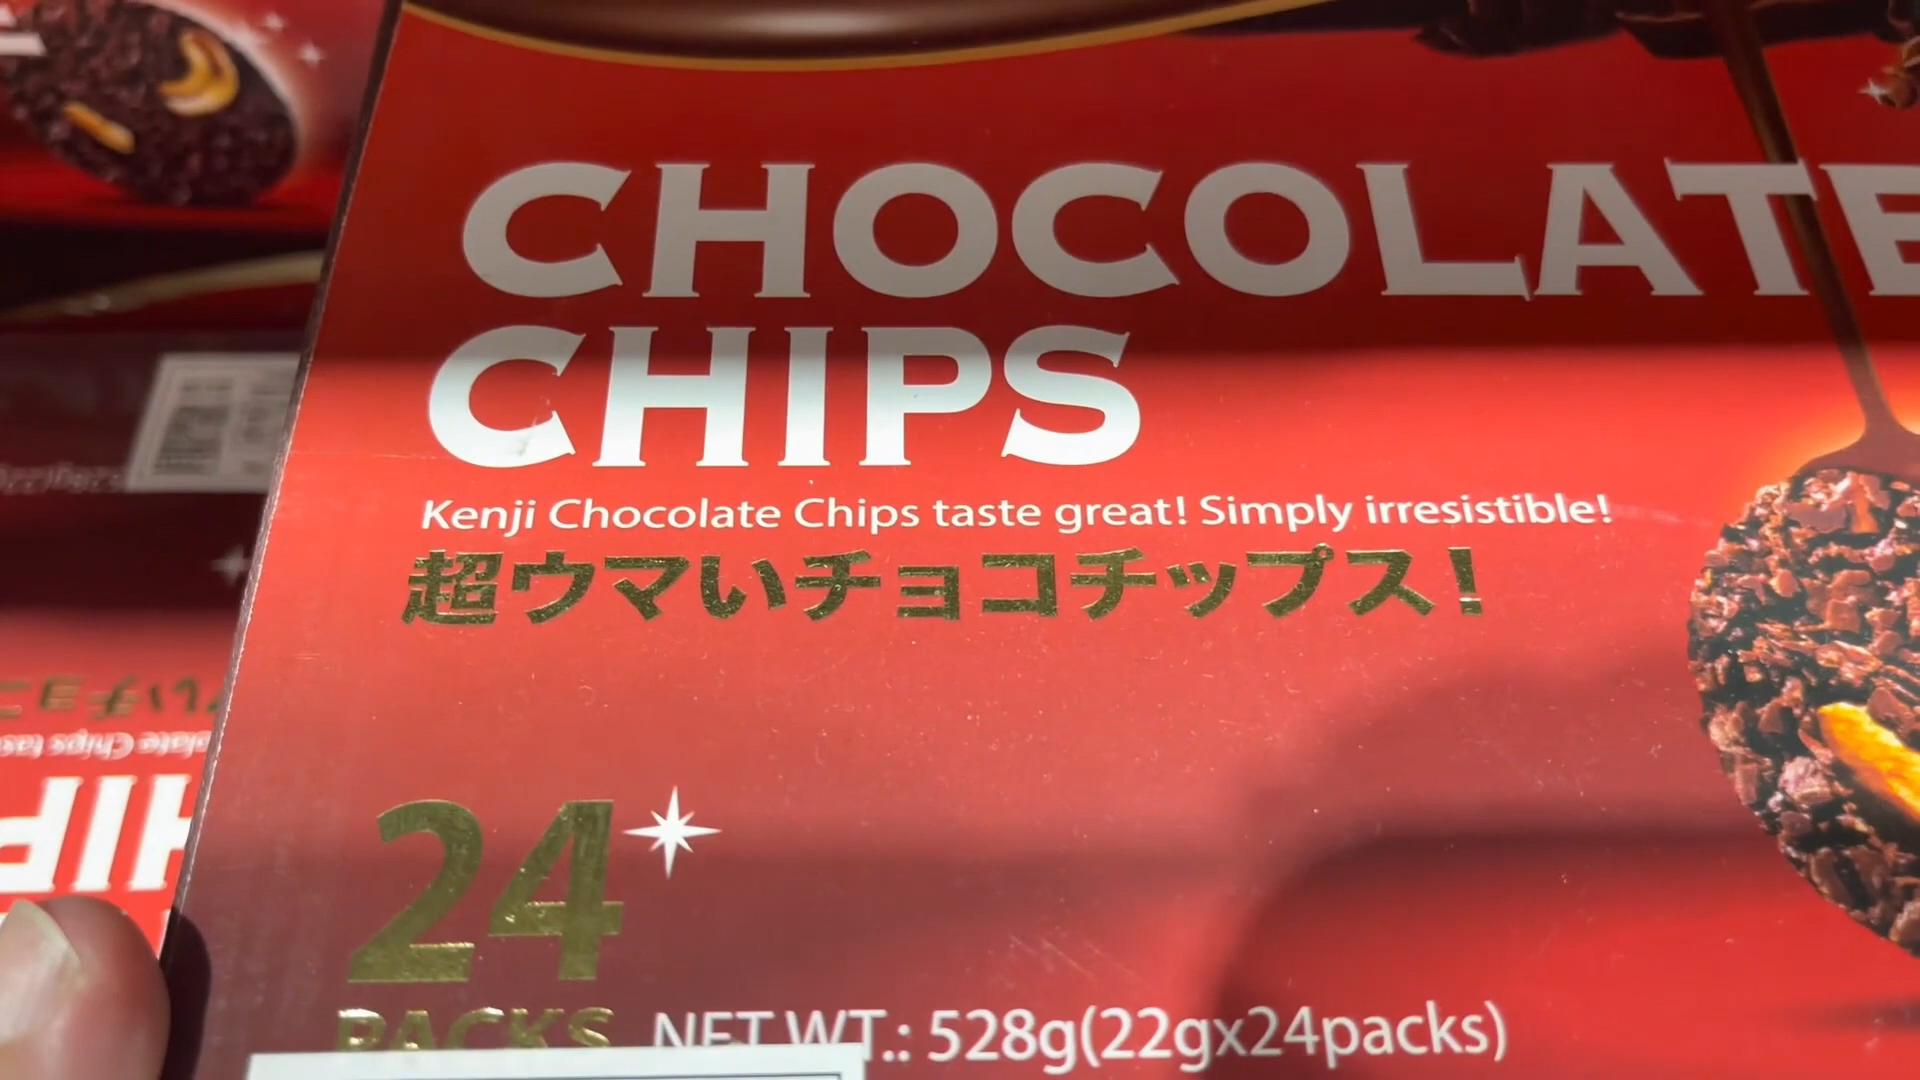 CHOCOLATE
CHIPS
Kenji Chocolate Chips taste great! Simply irresistible!
超ウマいチョコチップス!
24
PACKS
NET WT.: 528g(22gx24packs)